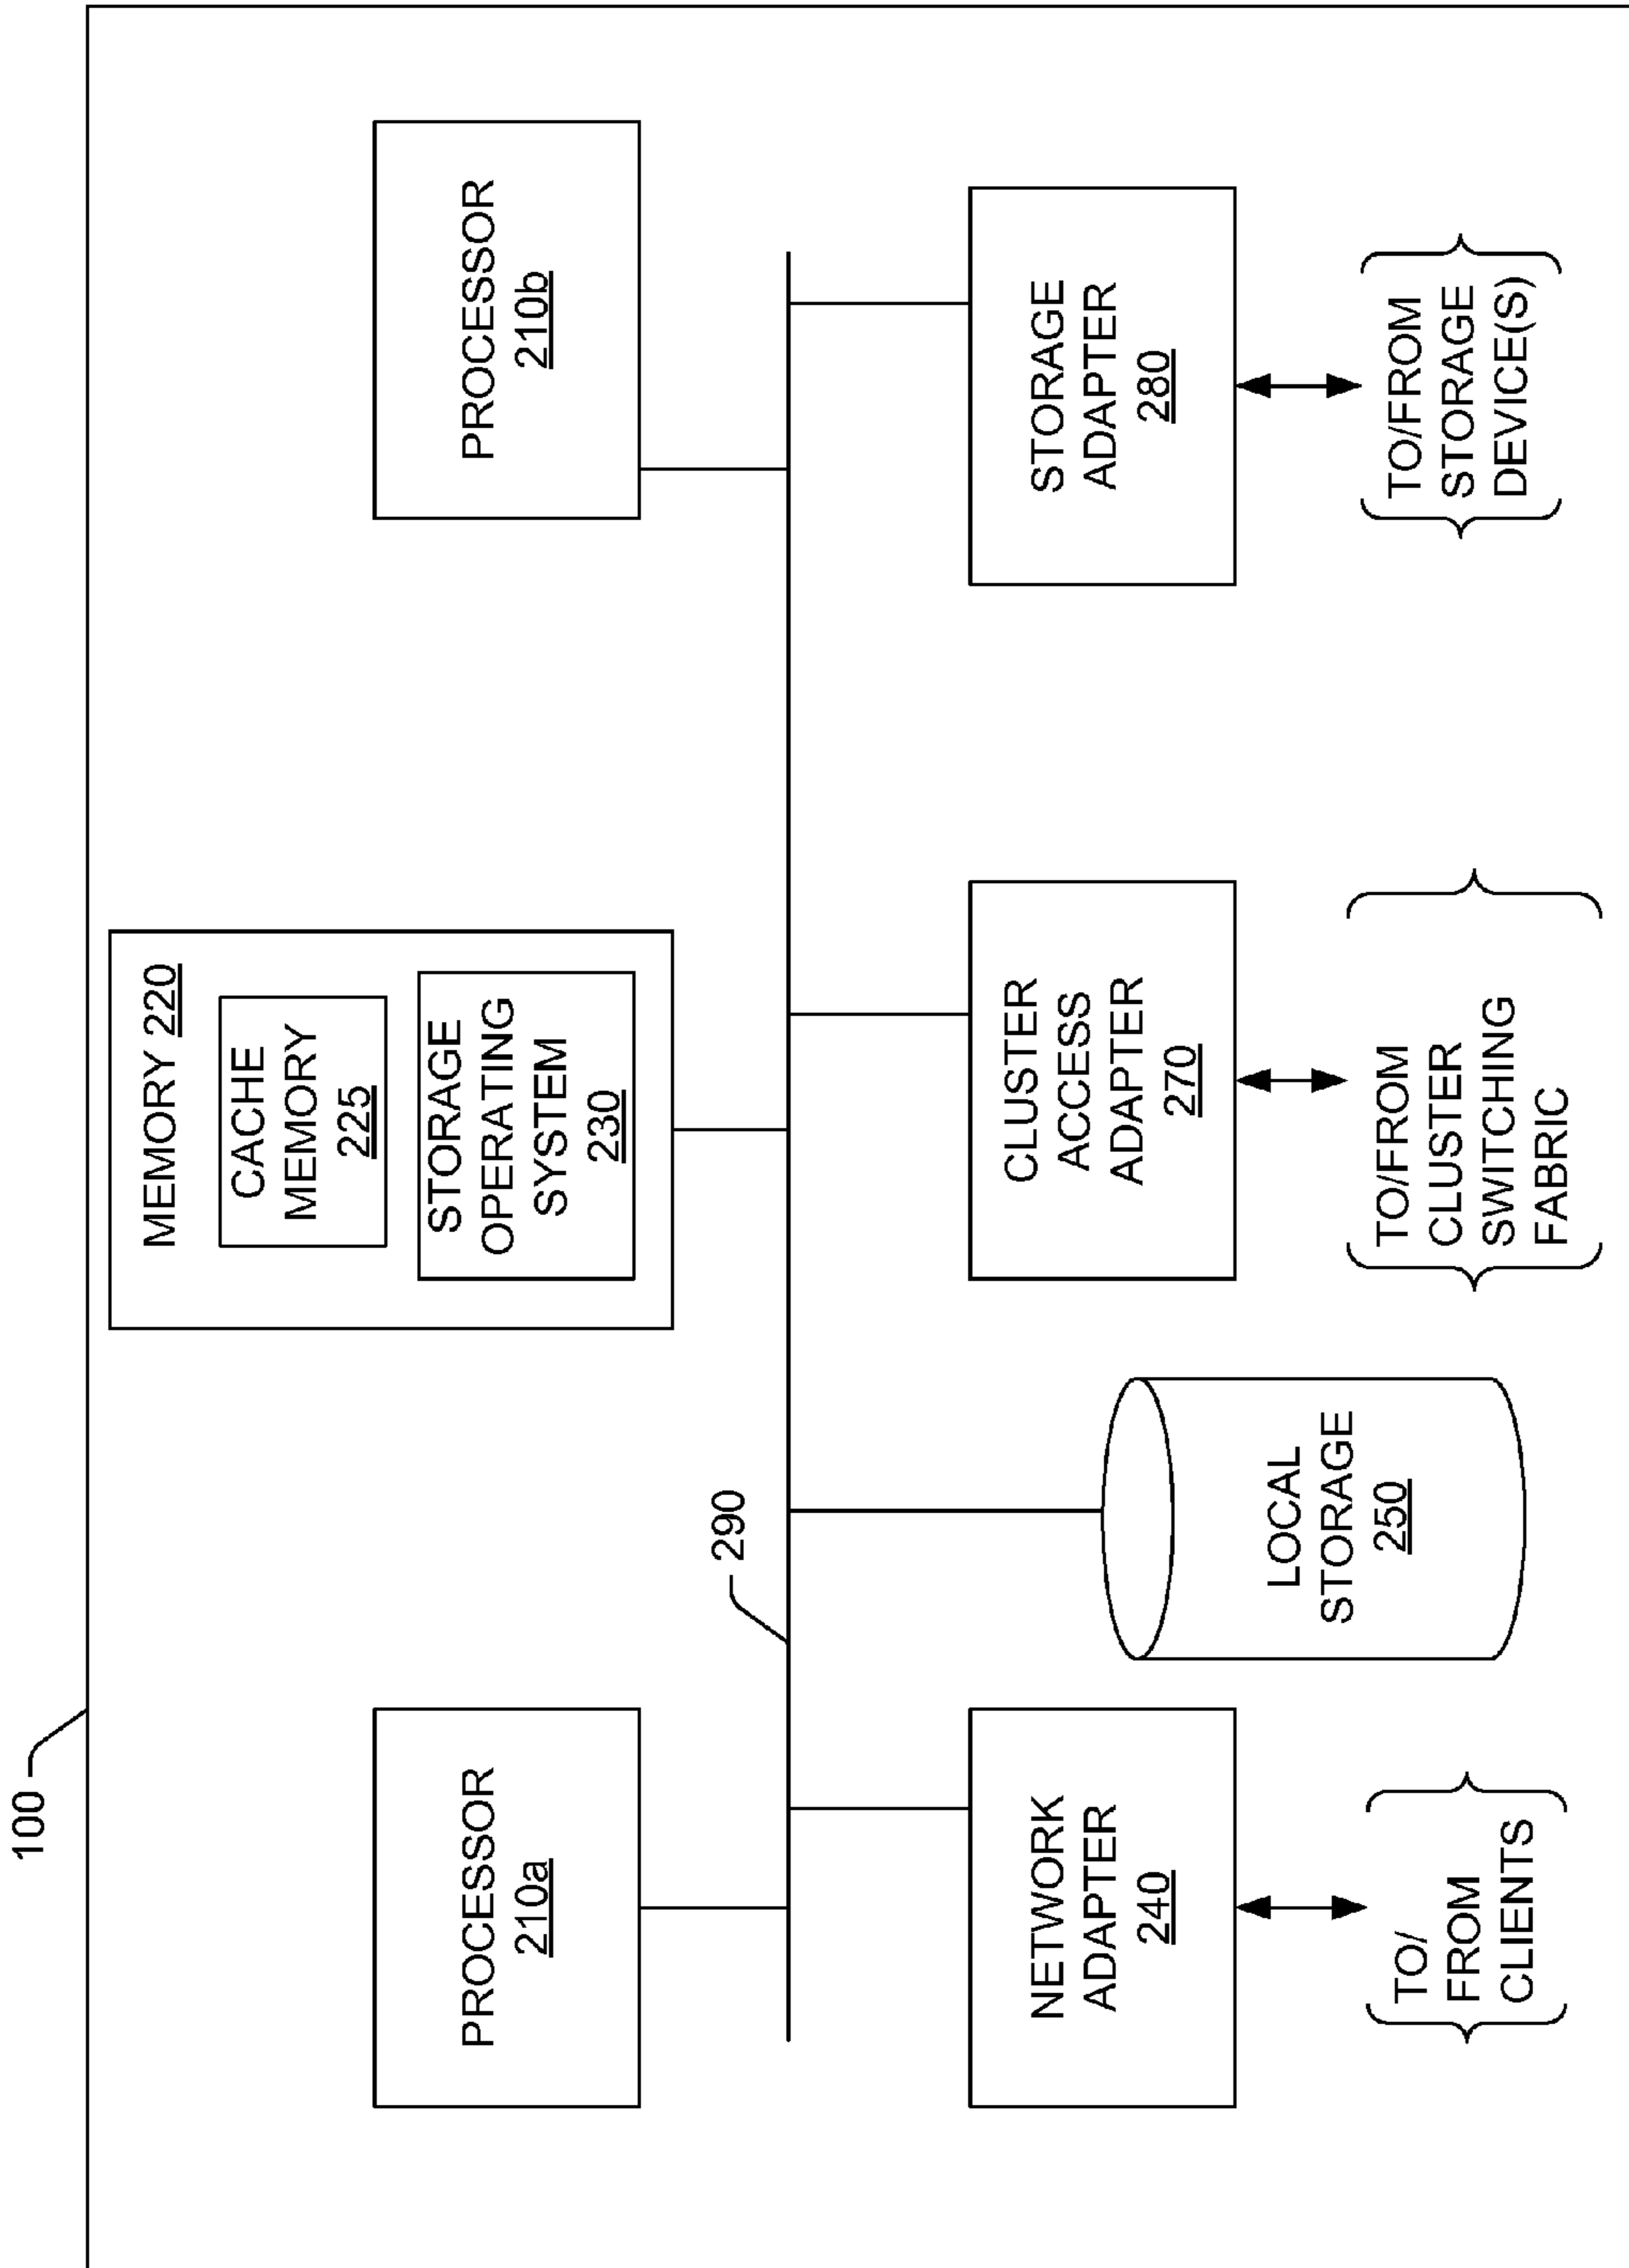 100
PROCESSOR
210a
MEMORY 220
CACHE
MEMORY
225
STORAGE
OPERATING
SYSTEM
230
PROCESSOR
210b
290
NETWORK
ADAPTER
240
LOCAL
STORAGE
250
CLUSTER
ACCESS
ADAPTER
270
STORAGE
ADAPTER
280
TO/
FROM
CLIENTS
TO/FROM
CLUSTER
SWITCHING
FABRIC
TO/FROM
STORAGE
DEVICE(S)